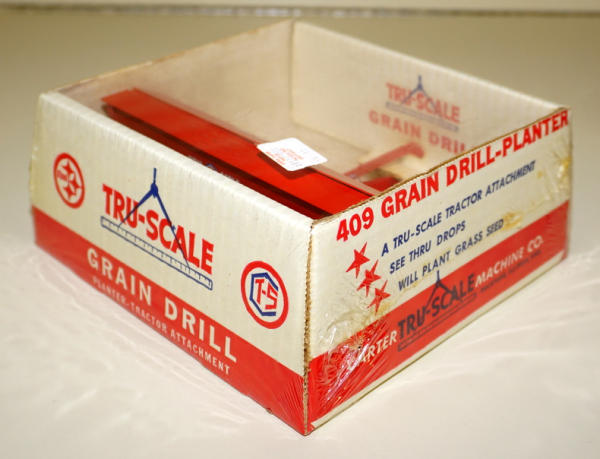 TRU-SCALE
GRAIN DRILL
TRU-SCALE
GRAIN DRILL
PLANTER-TRACTOR ATTACHMENT
T-S
409 GRAIN DRILL-PLANTER
A TRU-SCALE TRACTOR ATTACHMENT
SEE THRU DROPS
WILL PLANT GRASS SEED
CARTER TRU-SCALE MACHINE CO.